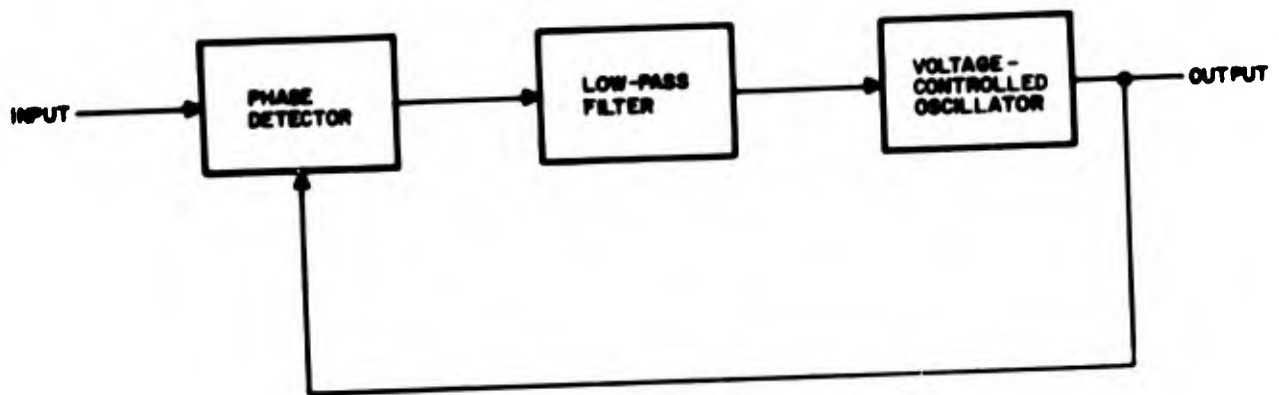 INPUT
PHASE
DETECTOR
LOW-PASS
FILTER
VOLTAGE-
CONTROLLED
OSCILLATOR
OUTPUT